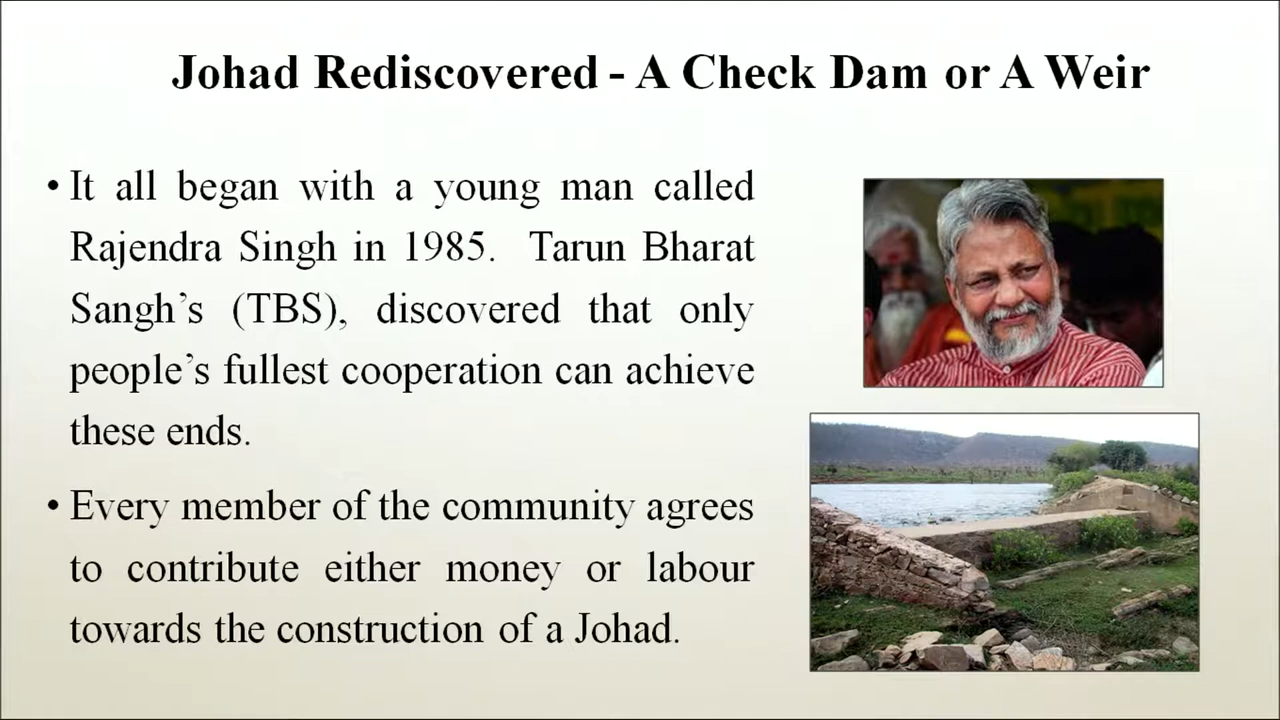 Johad Rediscovered - A Check Dam or A Weir
• It all began with a young man called
Rajendra Singh in 1985. Tarun Bharat
Sangh’s (TBS), discovered that only
people’s fullest cooperation can achieve
these ends.
• Every member of the community agrees
to contribute either money or labour
towards the construction of a Johad.